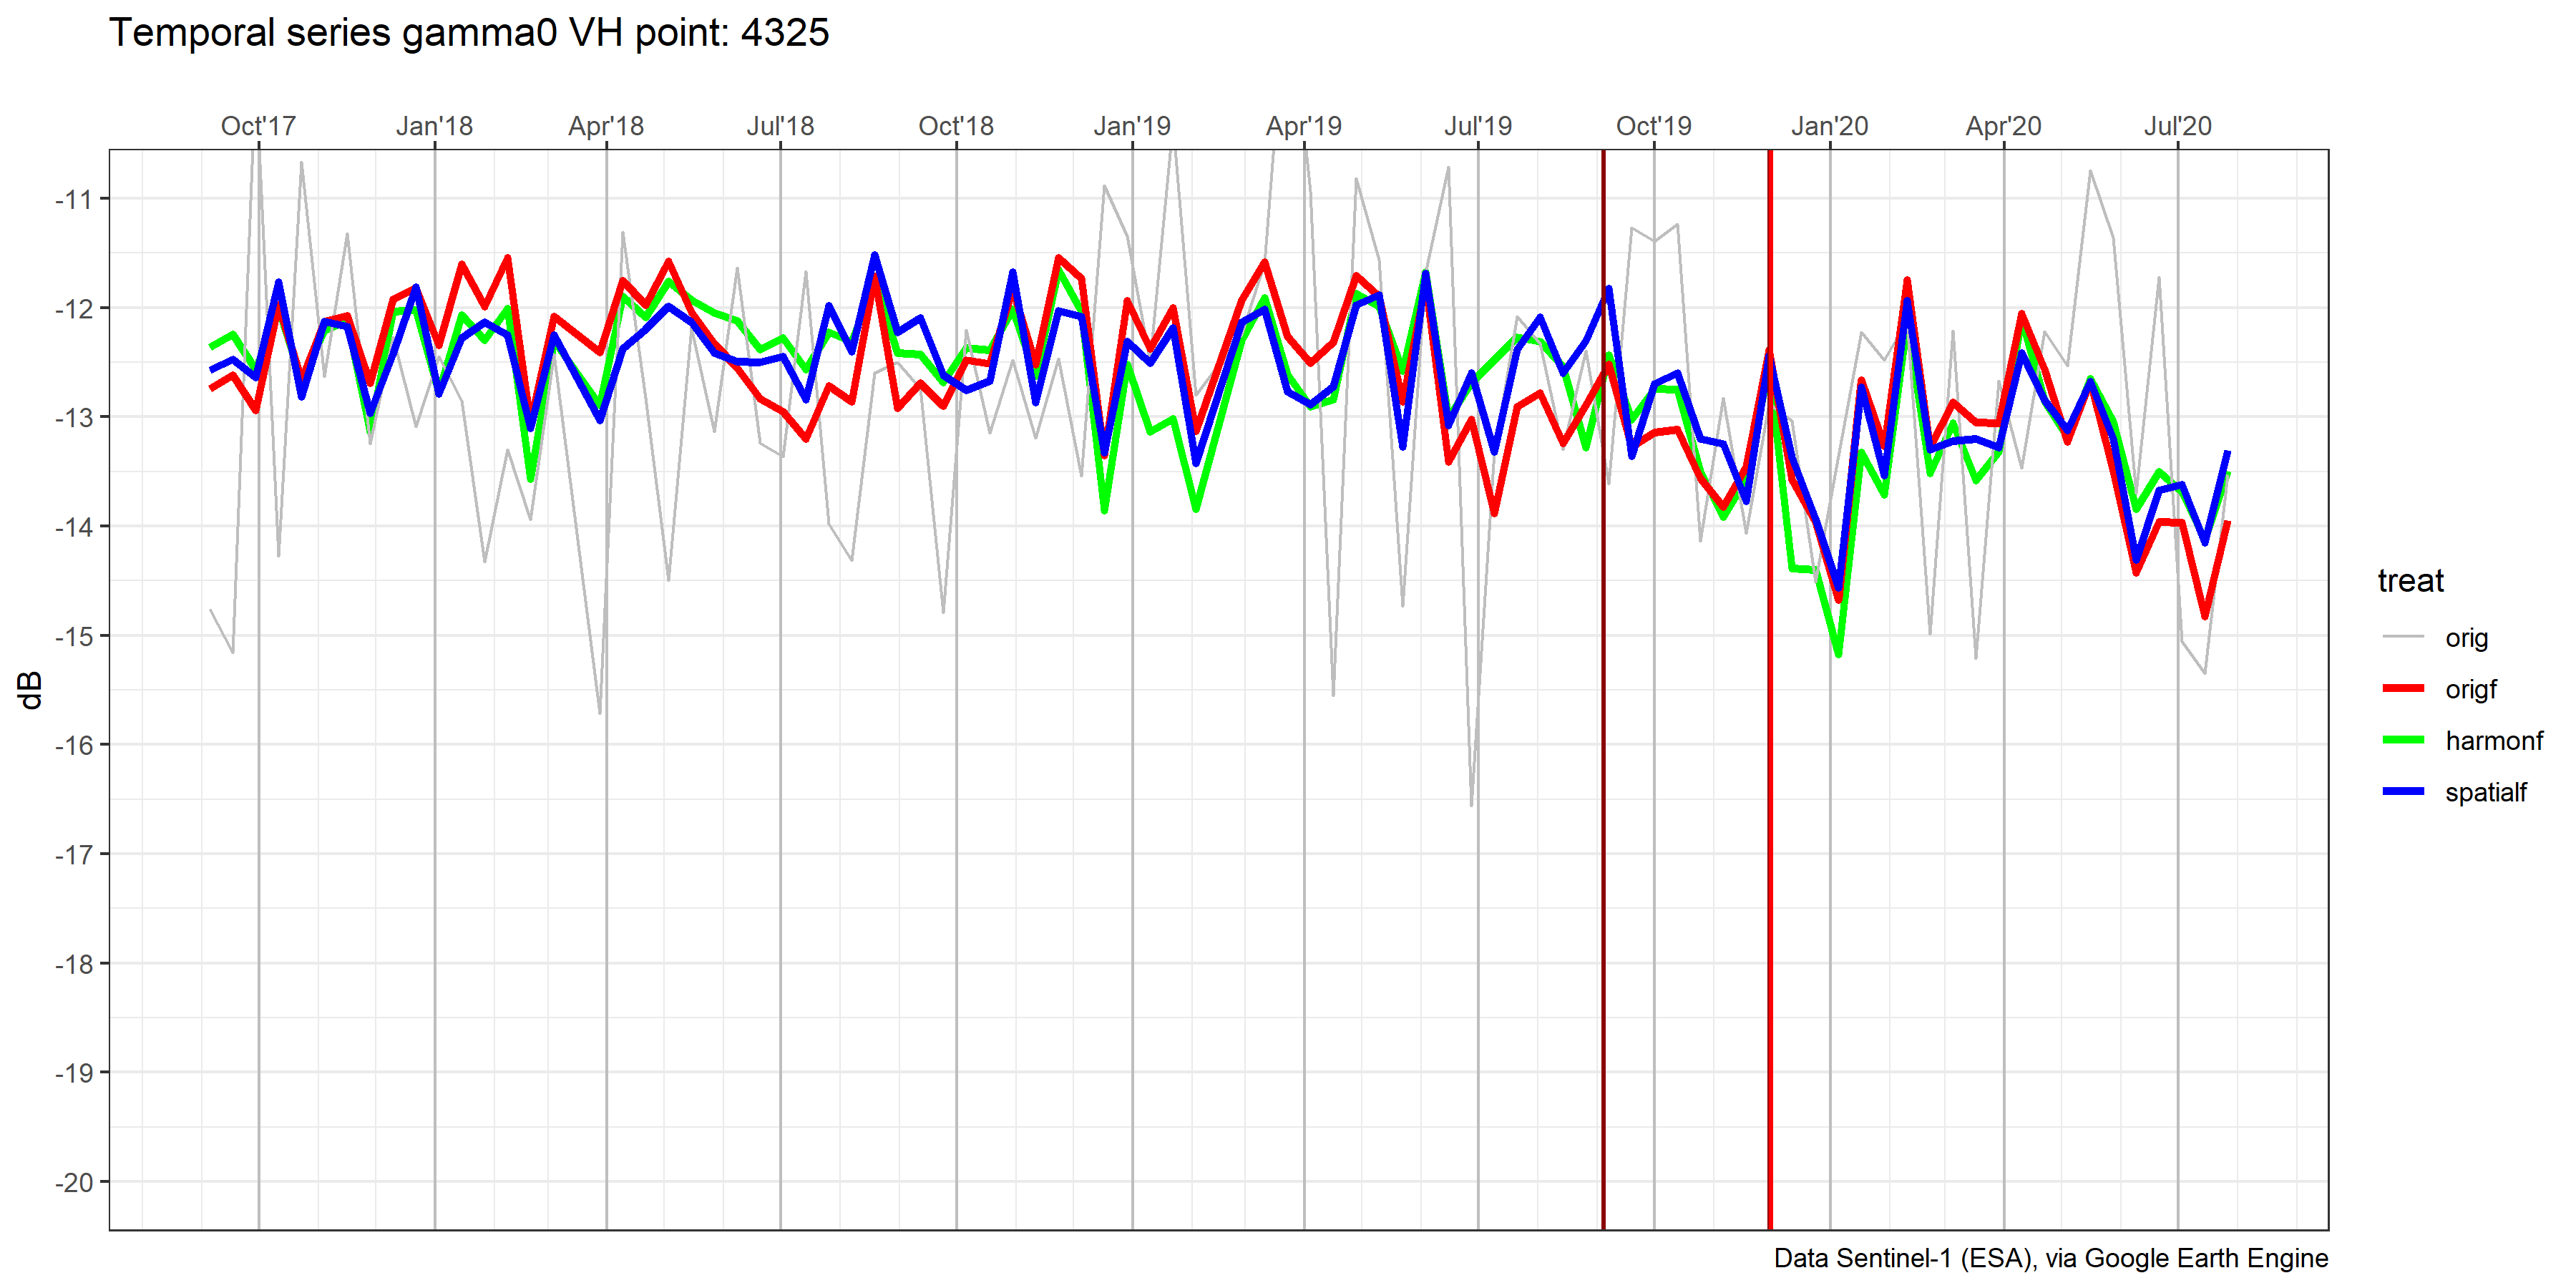 Temporal series gamma0 VH point: 4325
Oct'17 Jan'18 Apr'18 Jul'18 Oct'18 Jan'19 Apr'19 Jul'19 Oct'19 Jan'20 Apr'20 Jul'20
-11
-12
-13
-14
-15
-16
-17
-18
-19
-20
dB
treat
orig
origf
harmonf
spatialf
Data Sentinel-1 (ESA), via Google Earth Engine